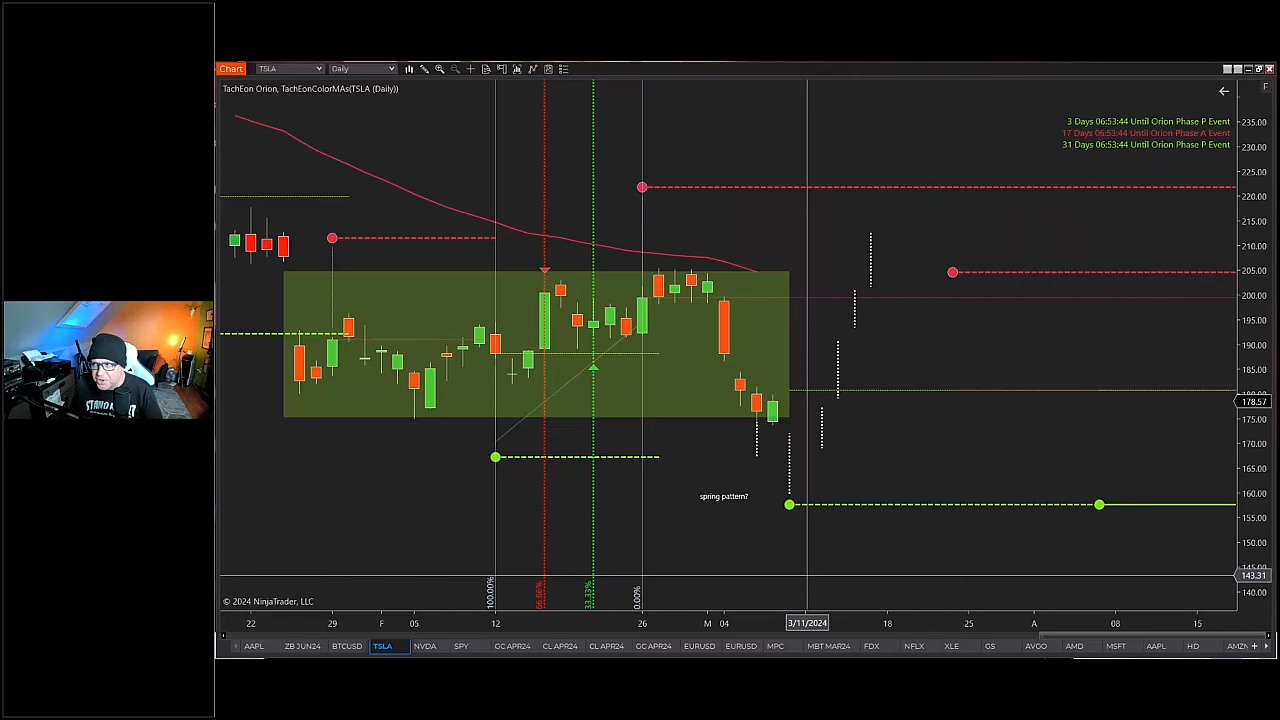 Chart TSLA Daily
TachEon Orion, TachEonColorMAs(TSLA (Daily)) F
3 Days 06:53:44 Until Orion Phase P Event
17 Days 06:53:44 Until Orion Phase A Event
31 Days 06:53:44 Until Orion Phase P Event
235.00
230.00
225.00
220.00
215.00
210.00
205.00
200.00
195.00
190.00
185.00
178.57
175.00
170.00
165.00
spring pattern?
160.00
155.00
150.00
143.31
140.00
100.00% 66.66% 33.33% 0.00%
© 2024 NinjaTrader, LLC
22 29 F 05 12 26 M 04 3/11/2024 18 25 A 08 15
AAPL ZB JUN24 BTCUSD TSLA NVDA SPY GC APR24 CL APR24 CL APR24 GC APR24 EURUSD EURUSD MPC MBT MAR24 FDX NFLX XLE GS AVGO AMD MSFT AAPL HD AMZN